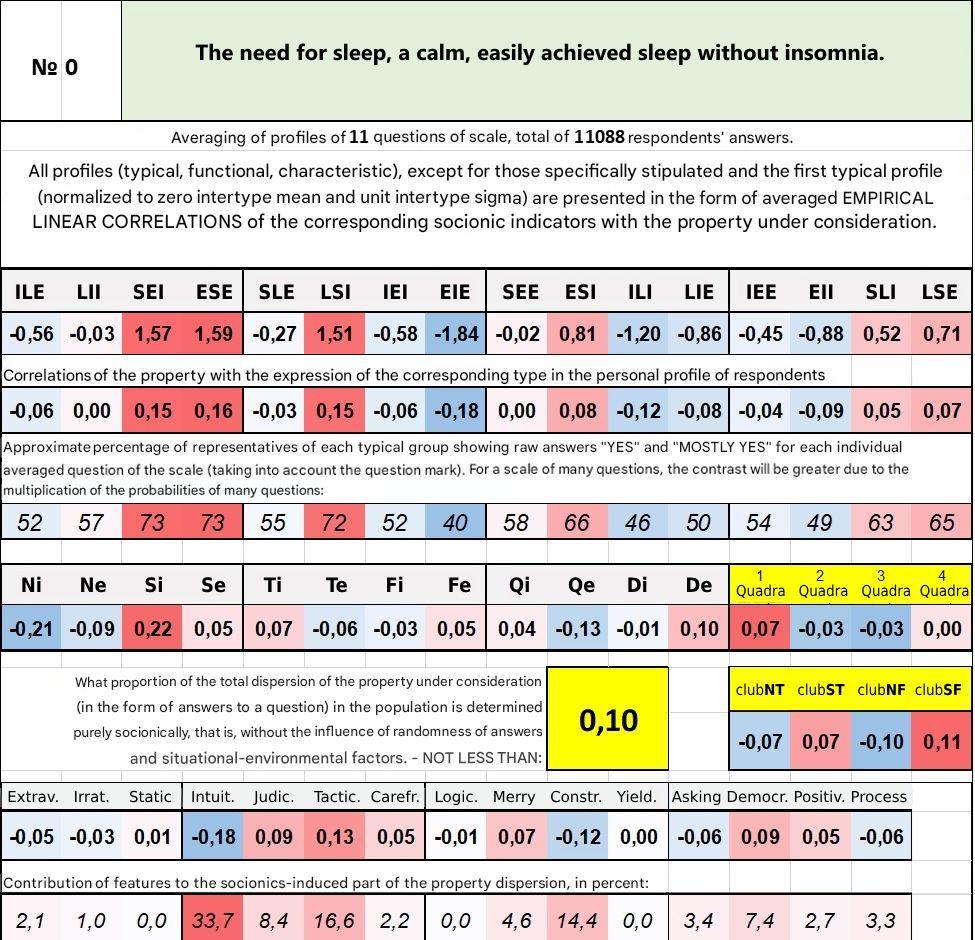 № 0
The need for sleep, a calm, easily achieved sleep without insomnia.
Averaging of profiles of 11 questions of scale, total of 11088 respondents' answers.
All profiles (typical, functional, characteristic), except for those specifically stipulated and the first typical profile
(normalized to zero intertype mean and unit intertype sigma) are presented in the form of averaged EMPIRICAL
LINEAR CORRELATIONS of the corresponding socionic indicators with the property under consideration.
ILE LII SEI ESE SLE LSI IEI EIE SEE ESI ILI LIE IEE EII SLI LSE
-0,56 -0,03 1,57 1,59 -0,27 1,51 -0,58 -1,84 -0,02 0,81 -1,20 -0,86 -0,45 -0,88 0,52 0,71
Correlations of the property with the expression of the corresponding type in the personal profile of respondents
-0,06 0,00 0,15 0,16 -0,03 0,15 -0,06 -0,18 0,00 0,08 -0,12 -0,08 -0,04 -0,09 0,05 0,07
Approximate percentage of representatives of each typical group showing raw answers "YES" and "MOSTLY YES" for each individual
averaged question of the scale (taking into account the question mark). For a scale of many questions, the contrast will be greater due to the
multiplication of the probabilities of many questions:
52 57 73 73 55 72 52 40 58 66 46 50 54 49 63 65
Ni Ne Si Se Ti Te Fi Fe Qi Qe Di De 1 Quadra 2 Quadra 3 Quadra 4 Quadra
-0,21 -0,09 0,22 0,05 0,07 -0,06 -0,03 0,05 0,04 -0,13 -0,01 0,10 0,07 -0,03 -0,03 0,00
What proportion of the total dispersion of the property under consideration
(in the form of answers to a question) in the population is determined
purely socionically, that is, without the influence of randomness of answers
and situational-environmental factors. - NOT LESS THAN:
0,10
clubNT clubST clubNF clubSF
-0,07 0,07 -0,10 0,11
Extrav. Irrat. Static Intuit. Judic. Tactic. Carefr. Logic. Merry Constr. Yield. Asking Democr. Positiv. Process
-0,05 -0,03 0,01 -0,18 0,09 0,13 0,05 -0,01 0,07 -0,12 0,00 -0,06 0,09 0,05 -0,06
Contribution of features to the socionics-induced part of the property dispersion, in percent:
2,1 1,0 0,0 33,7 8,4 16,6 2,2 0,0 4,6 14,4 0,0 3,4 7,4 2,7 3,3